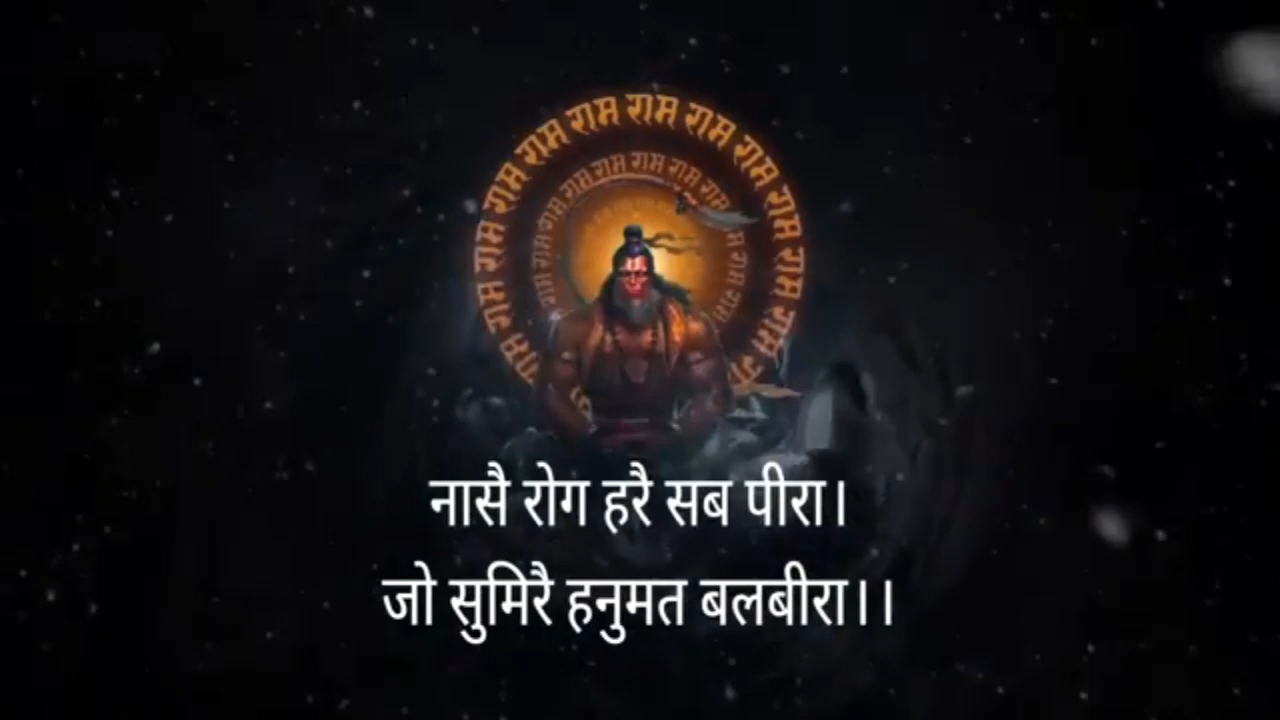 राम राम राम राम राम राम राम राम राम राम राम राम
राम राम राम राम राम राम राम राम
नासै रोग हरै सब पीरा।
जो सुमिरै हनुमत बलबीरा।।